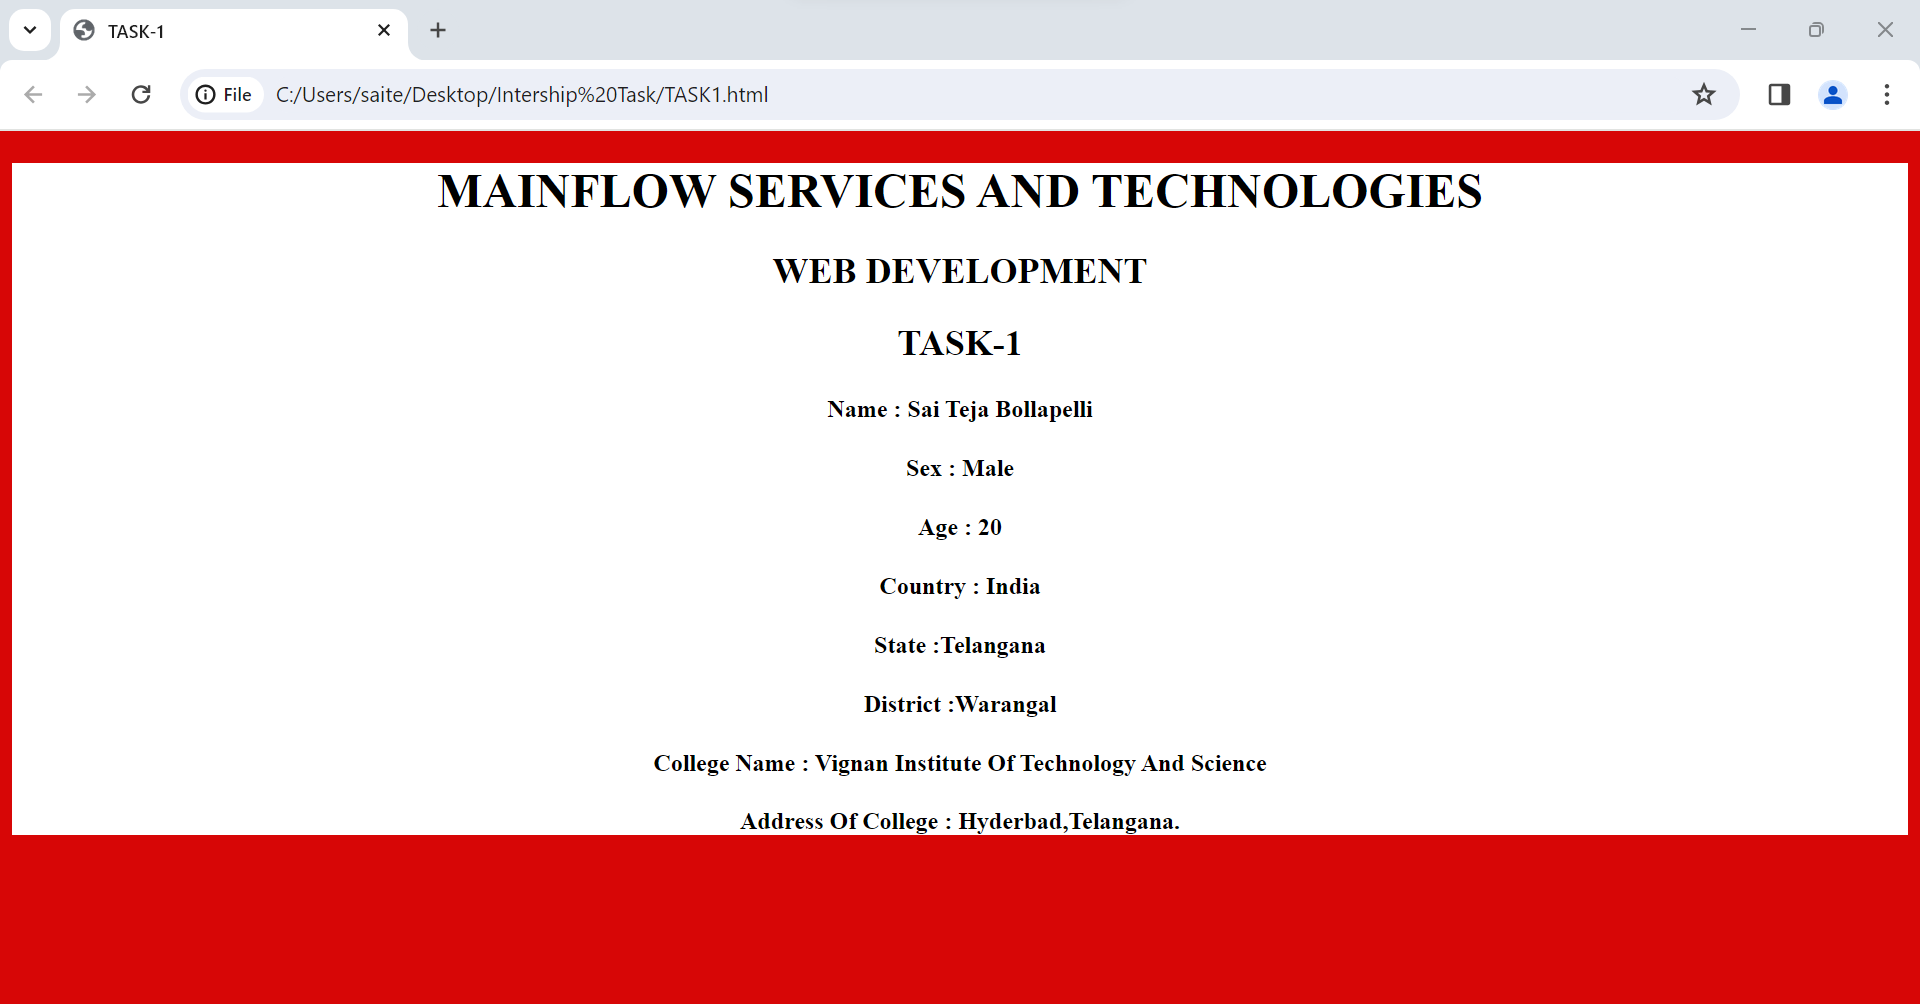 TASK-1
File C:/Users/saite/Desktop/Intership%20Task/TASK1.html
MAINFLOW SERVICES AND TECHNOLOGIES
WEB DEVELOPMENT
TASK-1
Name : Sai Teja Bollapelli
Sex : Male
Age : 20
Country : India
State :Telangana
District :Warangal
College Name : Vignan Institute Of Technology And Science
Address Of College : Hyderbad,Telangana.